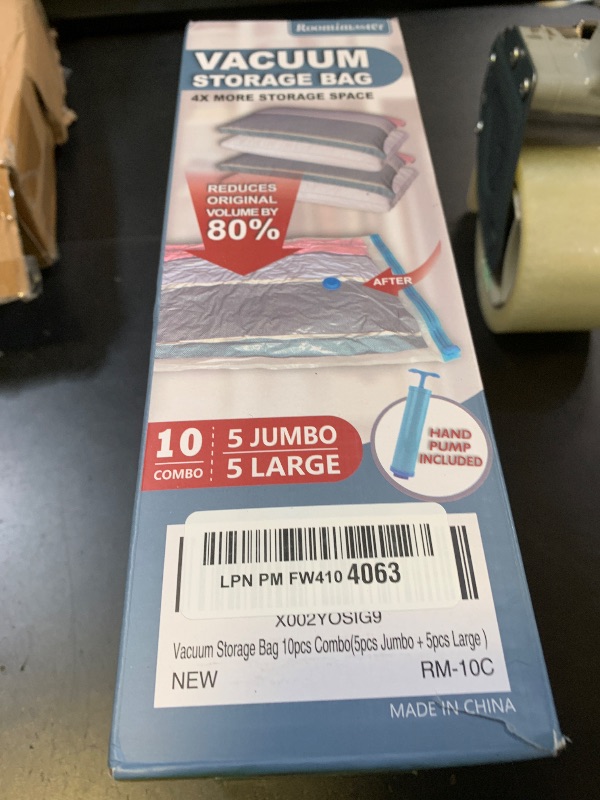 Roomimaster
VACUUM
STORAGE BAG
4X MORE STORAGE SPACE
REDUCES
ORIGINAL
VOLUME BY
80%
AFTER
10
COMBO
5 JUMBO
5 LARGE
HAND
PUMP
INCLUDED
LPN PM FW410 4063
X002YOSIG9
Vacuum Storage Bag 10pcs Combo(5pcs Jumbo + 5pcs Large )
NEW
RM-10C
MADE IN CHINA